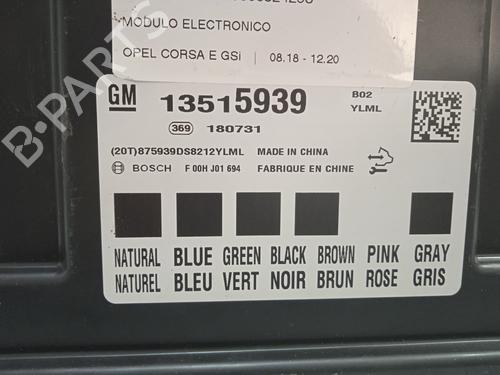 MODULO ELECTRONICO
OPEL CORSA E GSi 08.18 - 12.20
GM 13515939 B02
YLML
369 180731
(20T)875939DS8212YLML MADE IN CHINA
BOSCH F 00H J01 694 FABRIQUE EN CHINE
NATURAL BLUE GREEN BLACK BROWN PINK GRAY
NATUREL BLEU VERT NOIR BRUN ROSE GRIS
B-PARTS